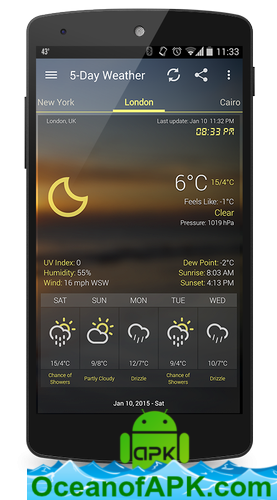 43° 11:33
5-Day Weather
New York London Cairo
London, UK Last update: Jan 10, 11:32 PM
08:33 PM
6°C 15/4°C
Feels Like: -1°C
Clear
Pressure: 1019 hpa
UV Index: 0 Dew Point: -2°C
Humidity: 55% Sunrise: 8:03 AM
Wind: 16 mph WSW Sunset: 4:13 PM
SAT SUN MON TUE WED
15/4°C 9/8°C 12/7°C 9/4°C 10/7°C
Chance of Showers Partly Cloudy Drizzle Chance of Showers Drizzle
Jan 10, 2015 - Sat
APK
OceanofAPK.com